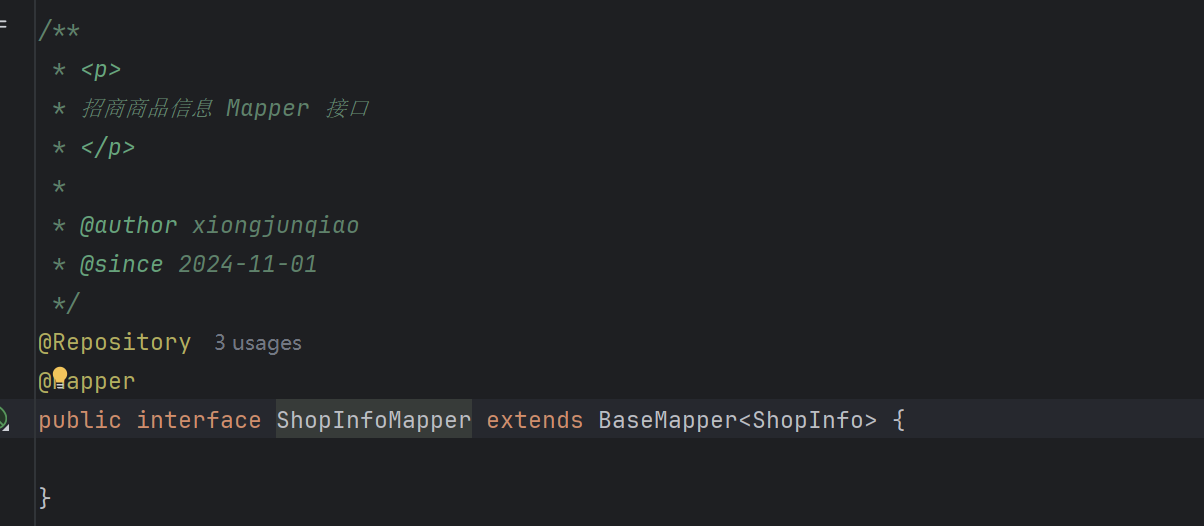 /**
* <p>
* 招商商品信息 Mapper 接口
* </p>
*
* @author xiongjunqiao
* @since 2024-11-01
*/
@Repository 3 usages
@Mapper
public interface ShopInfoMapper extends BaseMapper<ShopInfo> {
}